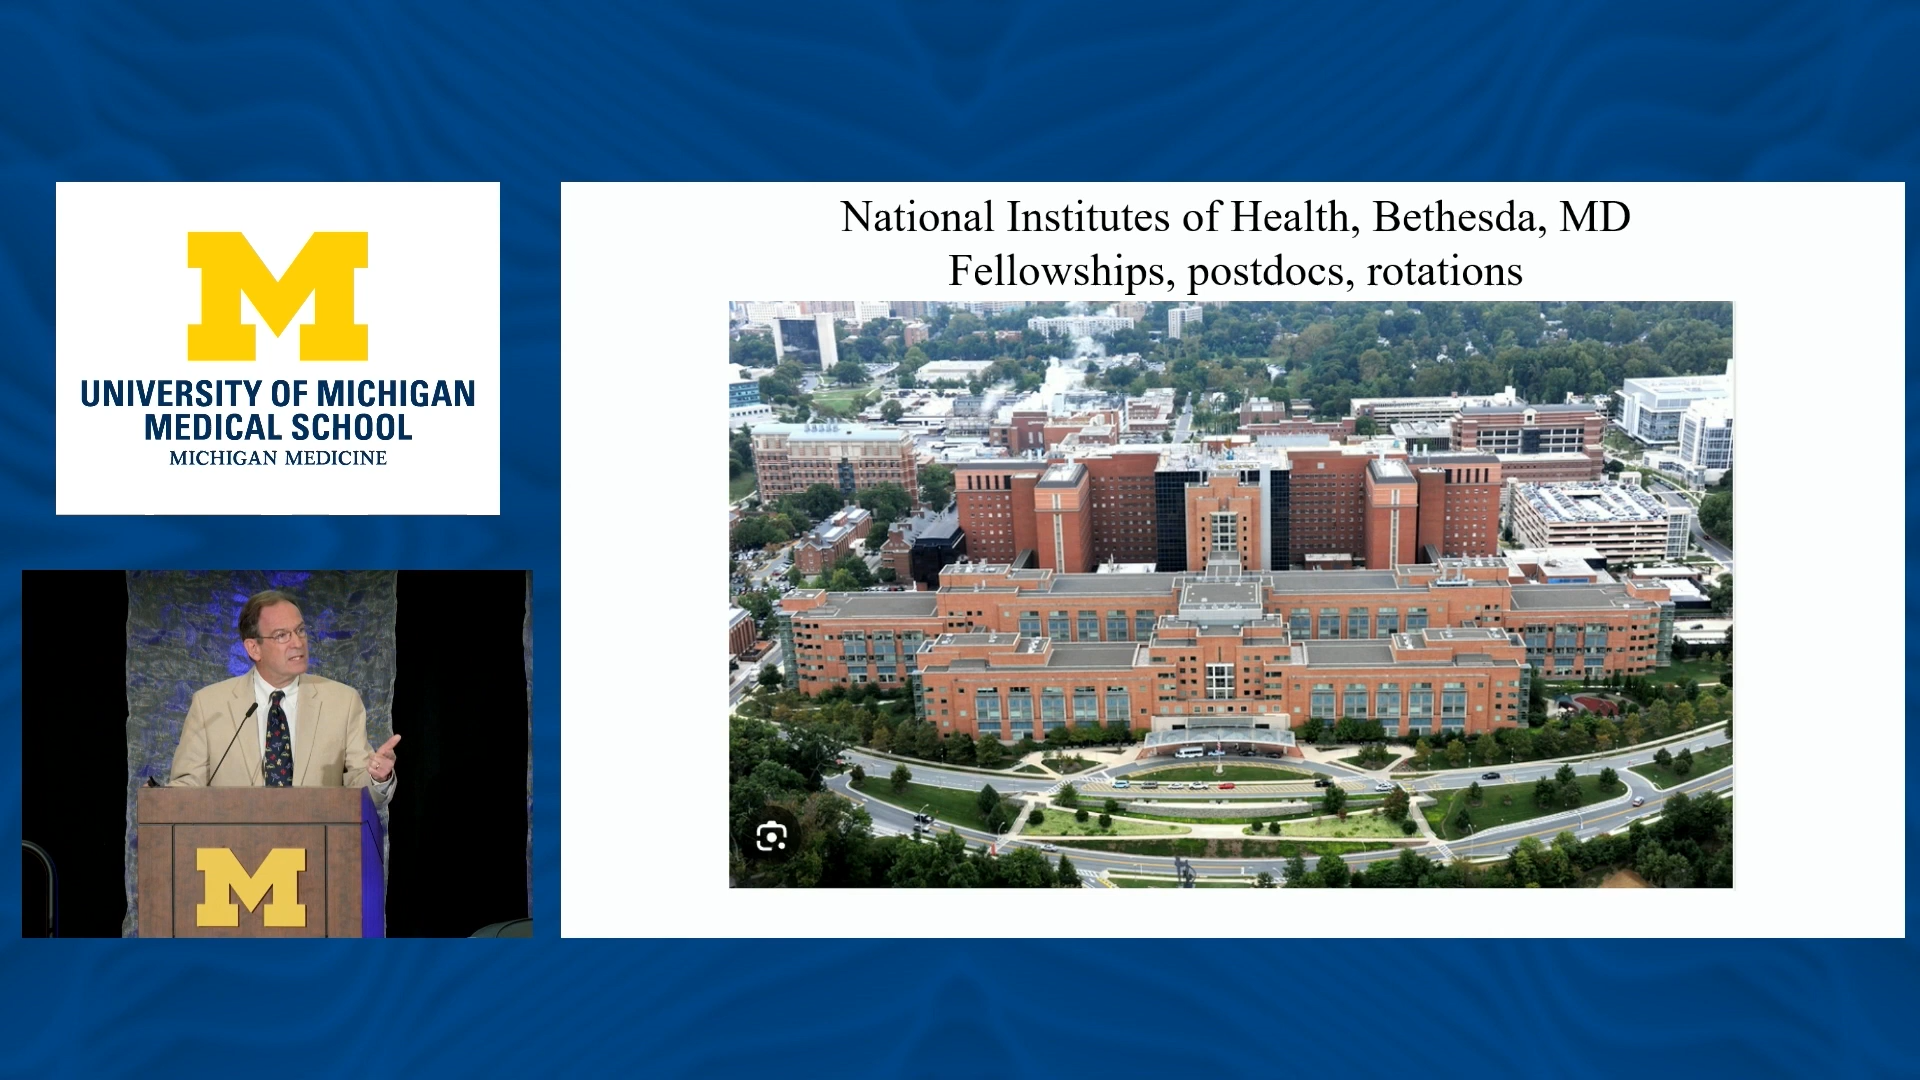 M
UNIVERSITY OF MICHIGAN
MEDICAL SCHOOL
MICHIGAN MEDICINE
National Institutes of Health, Bethesda, MD
Fellowships, postdocs, rotations
M